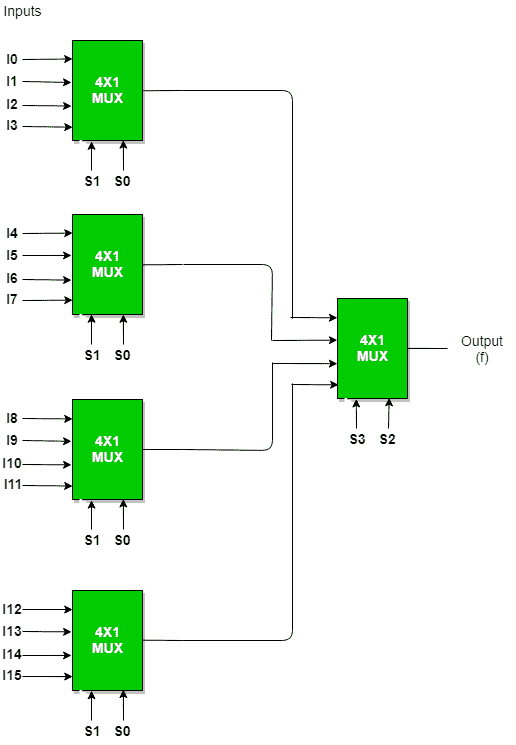 Inputs
I0
I1
I2
I3
4X1
MUX
S1 S0
I4
I5
I6
I7
4X1
MUX
S1 S0
4X1
MUX
Output
(f)
S3 S2
I8
I9
I10
I11
4X1
MUX
S1 S0
I12
I13
I14
I15
4X1
MUX
S1 S0